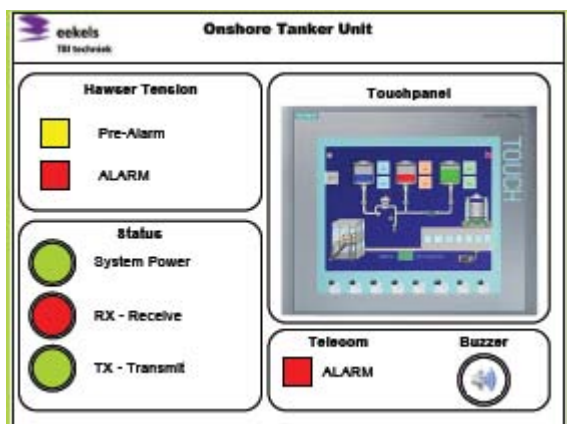 eekels
TBI techniek
Onshore Tanker Unit
Hawser Tension
Pre-Alarm
ALARM
Touchpanel
SIEMENS
TOUCH
Status
System Power
RX - Receive
TX - Transmit
Telecom
ALARM
Buzzer